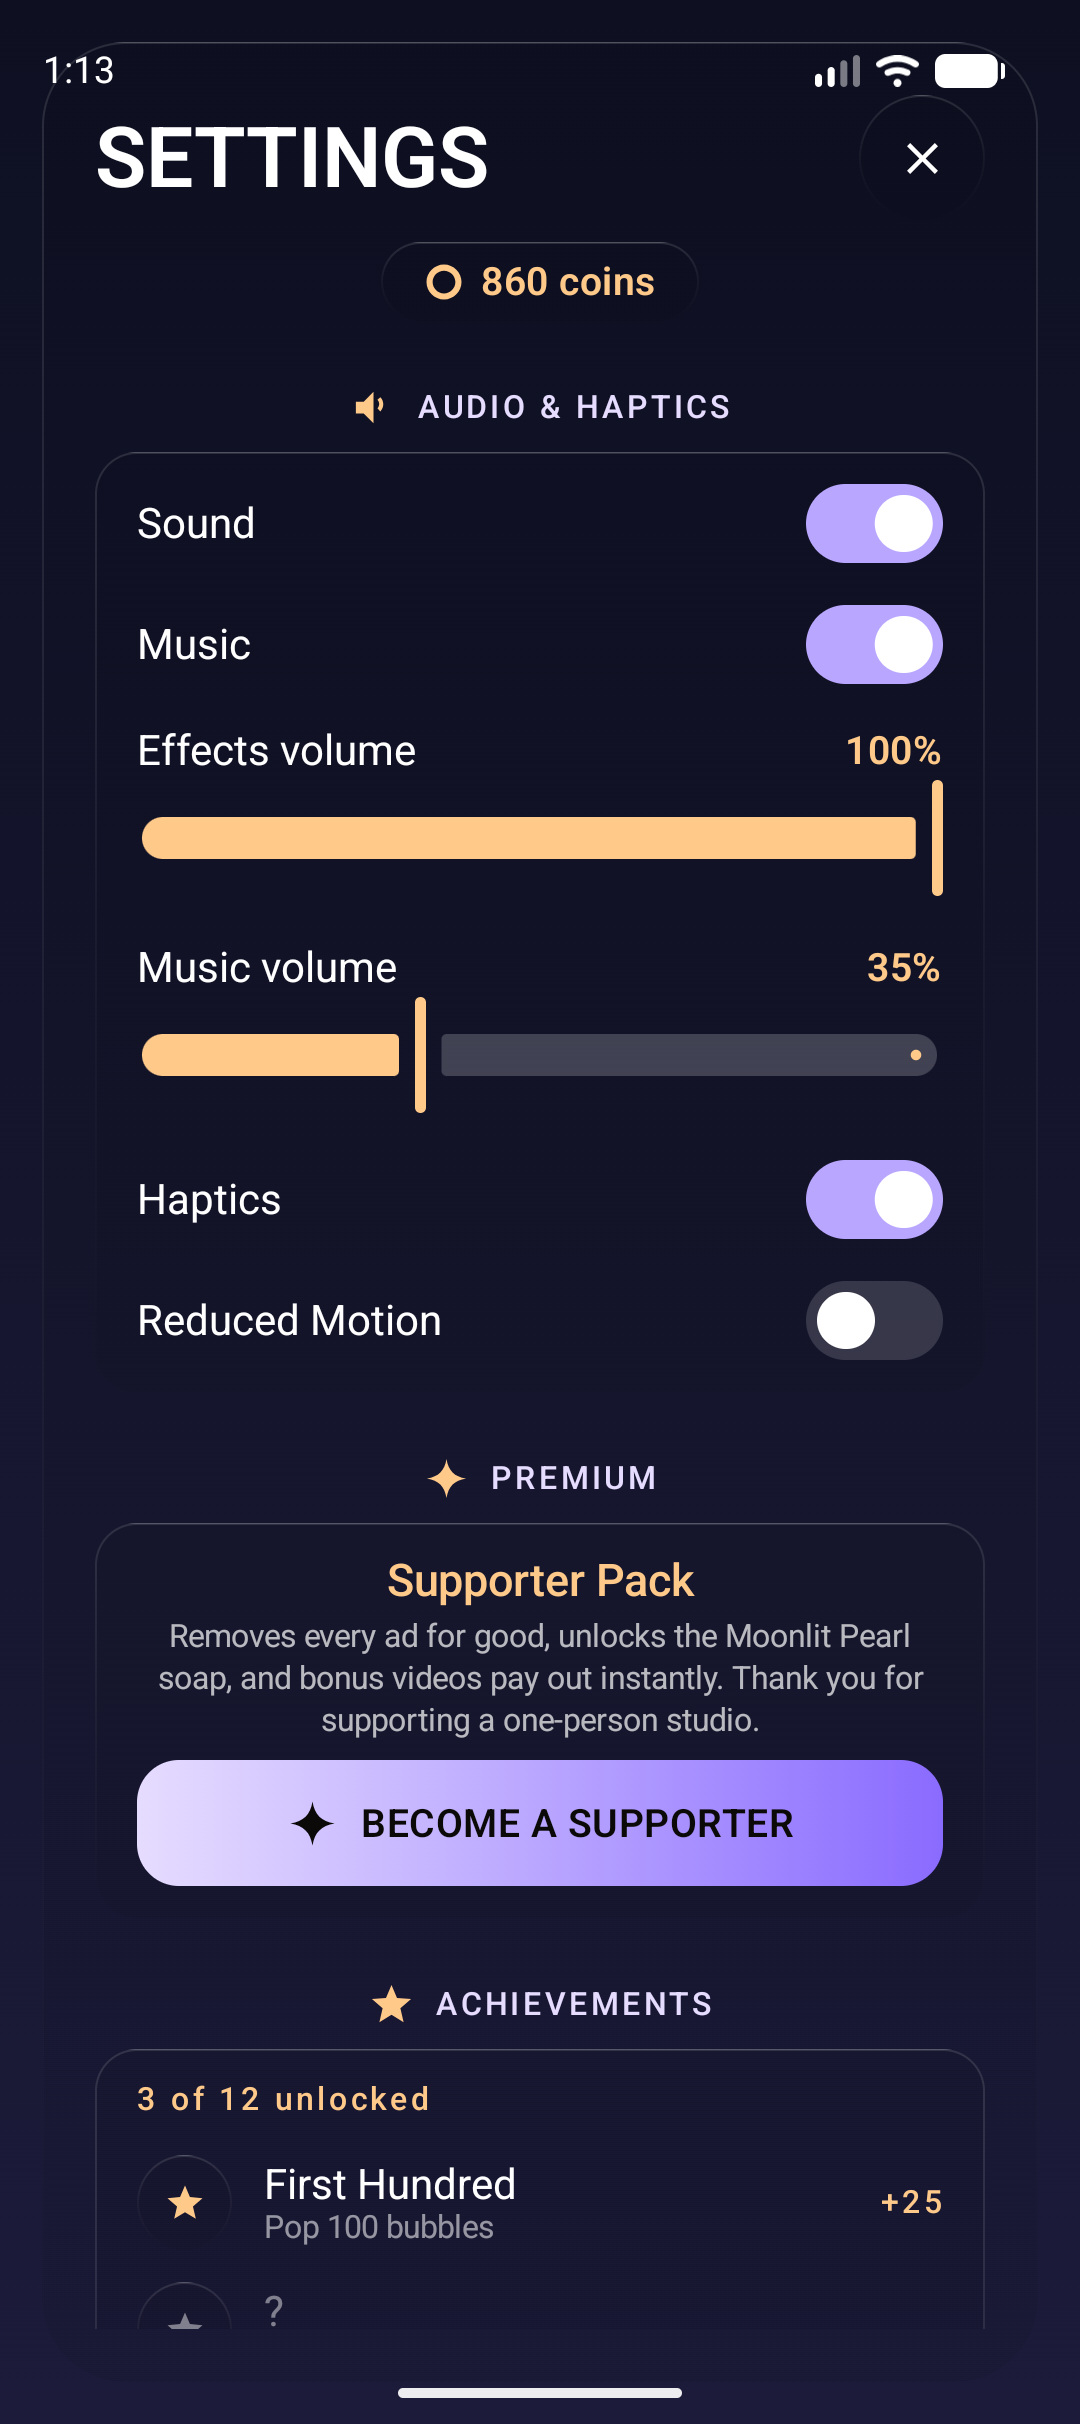 1:13
SETTINGS
860 coins
AUDIO & HAPTICS
Sound
Music
Effects volume
100%
Music volume
35%
Haptics
Reduced Motion
PREMIUM
Supporter Pack
Removes every ad for good, unlocks the Moonlit Pearl
soap, and bonus videos pay out instantly. Thank you for
supporting a one-person studio.
BECOME A SUPPORTER
ACHIEVEMENTS
3 of 12 unlocked
First Hundred
+25
Pop 100 bubbles
?